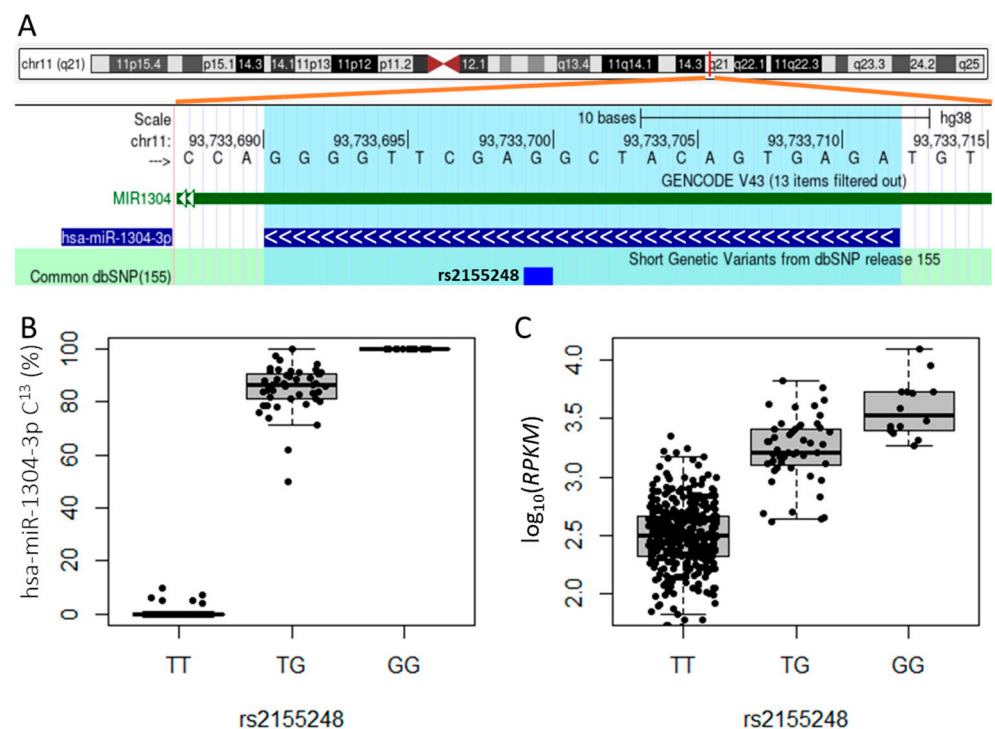 A
chr11 (q21) 11p15.4 p15.1 14.3 14.1 11p13 11p12 p11.2 12.1 q13.4 11q14.1 14.3 q21 q22.1 11q22.3 q23.3 24.2 q25
Scale 10 bases hg38
chr11: 93,733,690 93,733,695 93,733,700 93,733,705 93,733,710 93,733,715
---> C C A G G G G T T C G A G G C T A C A G T G A G A T G T
GENCODE V43 (13 items filtered out)
MIR1304
hsa-miR-1304-3p
Short Genetic Variants from dbSNP release 155
Common dbSNP(155) rs2155248
B
hsa-miR-1304-3p C13 (%)
100
80
60
40
20
0
TT TG GG
rs2155248
C
log10(RPKM)
4.0
3.5
3.0
2.5
2.0
TT TG GG
rs2155248